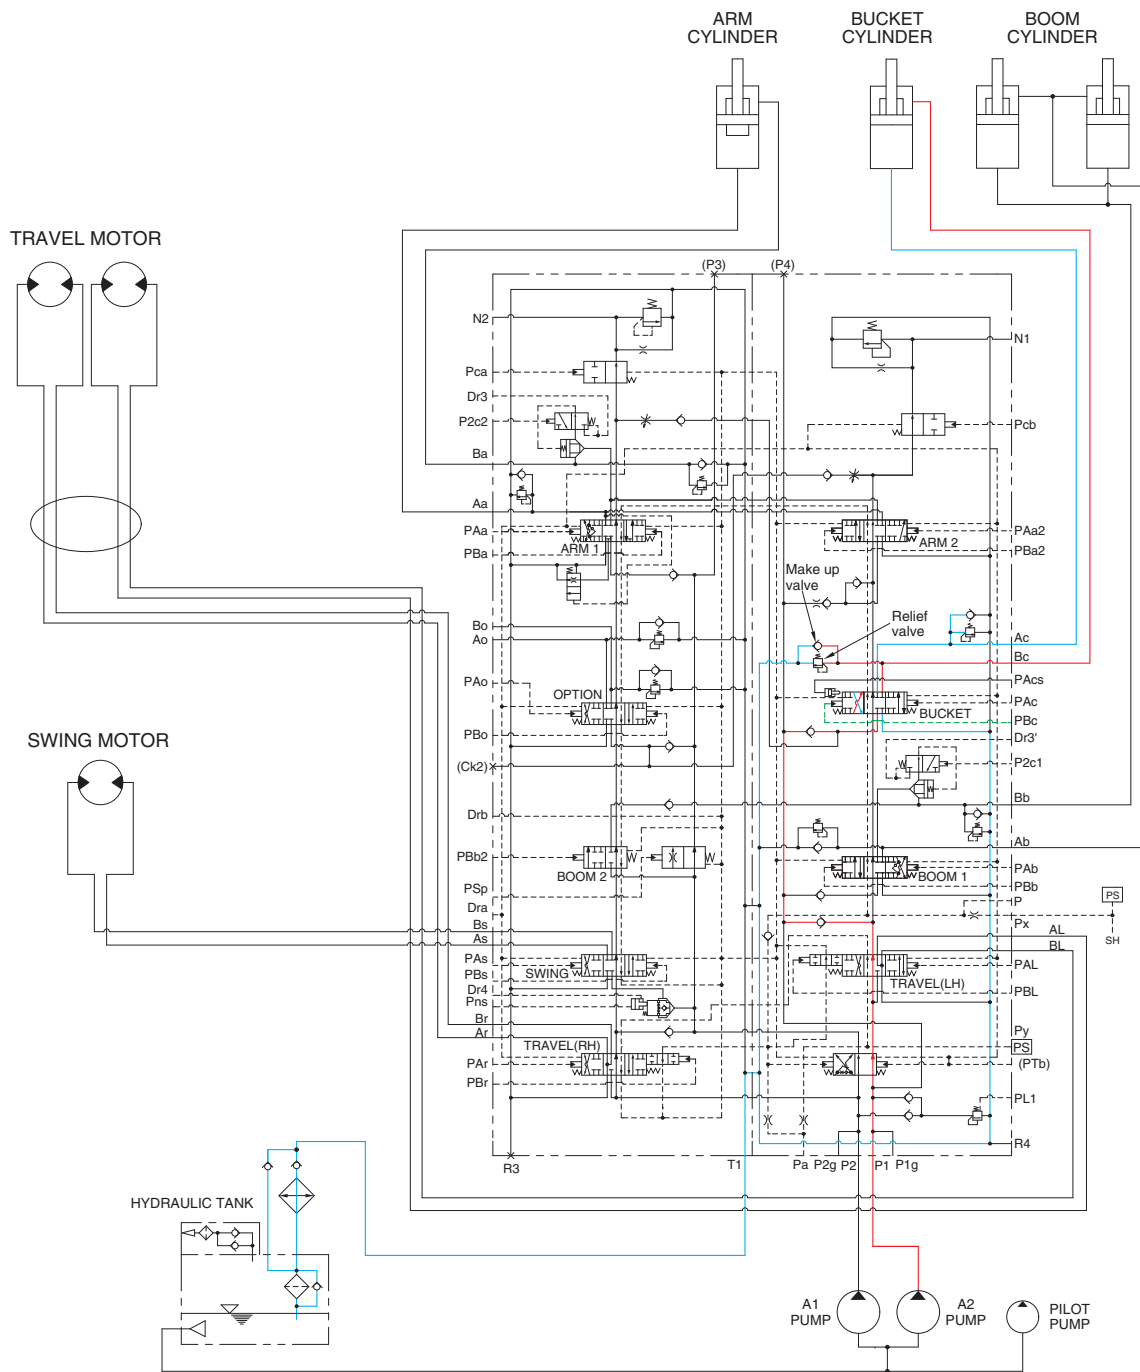 ARM
CYLINDER
BUCKET
CYLINDER
BOOM
CYLINDER
TRAVEL MOTOR
(P3)
(P4)
N2
N1
Pca
Dr3
P2c2
Pcb
Ba
Aa
PAa
ARM 1
PBa
ARM 2
PAa2
PBa2
Make up
valve
Relief
valve
Bo
Ao
Ac
Bc
PAcs
PAo
OPTION
PAc
BUCKET
PBc
PBo
Dr3'
SWING MOTOR
(Ck2)
P2c1
Bb
Drb
Ab
PBb2
BOOM 2
BOOM 1
PAb
PSp
PBb
Dra
P
PS
Bs
Px
As
AL
SH
BL
PAs
SWING
PAL
PBs
TRAVEL(LH)
Dr4
PBL
Pns
Br
Ar
Py
TRAVEL(RH)
PS
PAr
(PTb)
PBr
PL1
R4
R3
T1
Pa
P2g
P2
P1
P1g
HYDRAULIC TANK
A1
PUMP
A2
PUMP
PILOT
PUMP